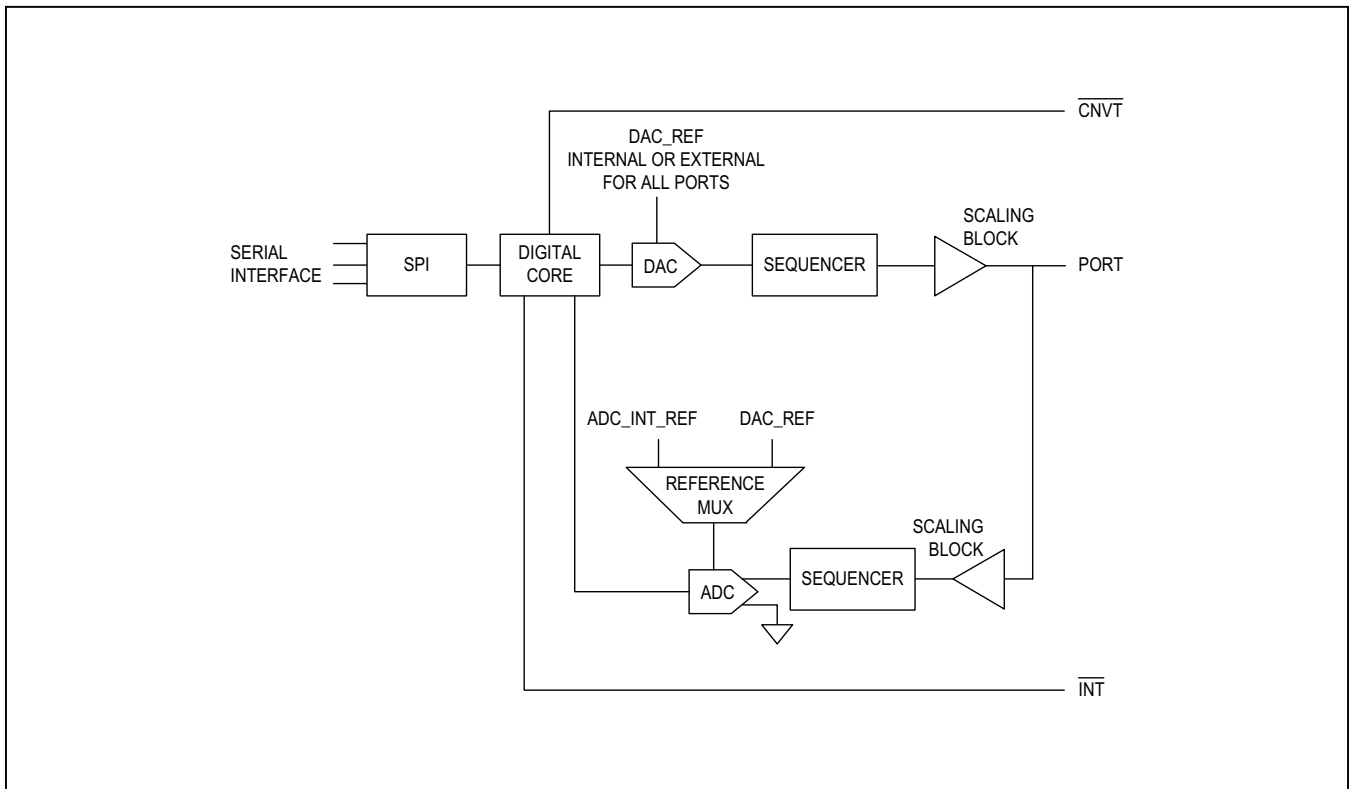 CNVT
DAC_REF
INTERNAL OR EXTERNAL
FOR ALL PORTS
SERIAL
INTERFACE
SPI
DIGITAL
CORE
DAC
SEQUENCER
SCALING
BLOCK
PORT
ADC_INT_REF
DAC_REF
REFERENCE
MUX
ADC
SEQUENCER
SCALING
BLOCK
INT